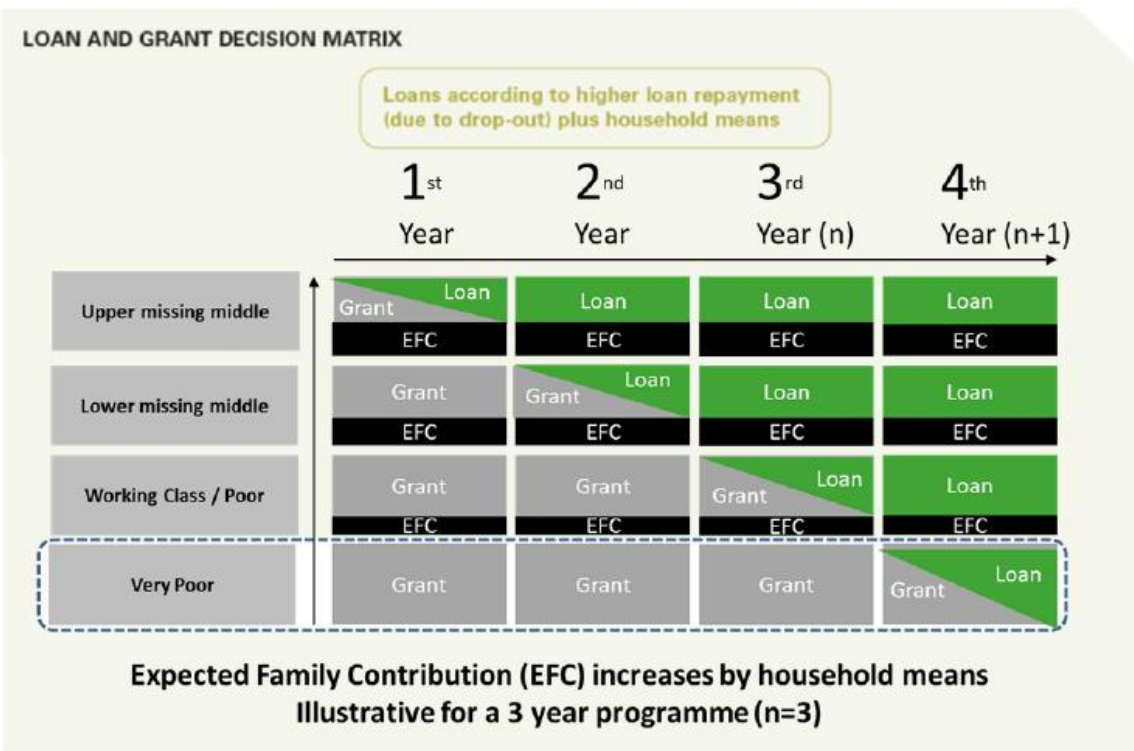 LOAN AND GRANT DECISION MATRIX
Loans according to higher loan repayment
(due to drop-out) plus household means
1st 2nd 3rd 4th
Year Year Year (n) Year (n+1)
Upper missing middle
Grant Loan Loan Loan Loan
EFC EFC EFC EFC
Lower missing middle
Grant Grant Loan Loan Loan
EFC EFC EFC EFC
Working Class / Poor
Grant Grant Grant Loan Loan
EFC EFC EFC EFC
Very Poor
Grant Grant Grant Grant Loan
Expected Family Contribution (EFC) increases by household means
Illustrative for a 3 year programme (n=3)